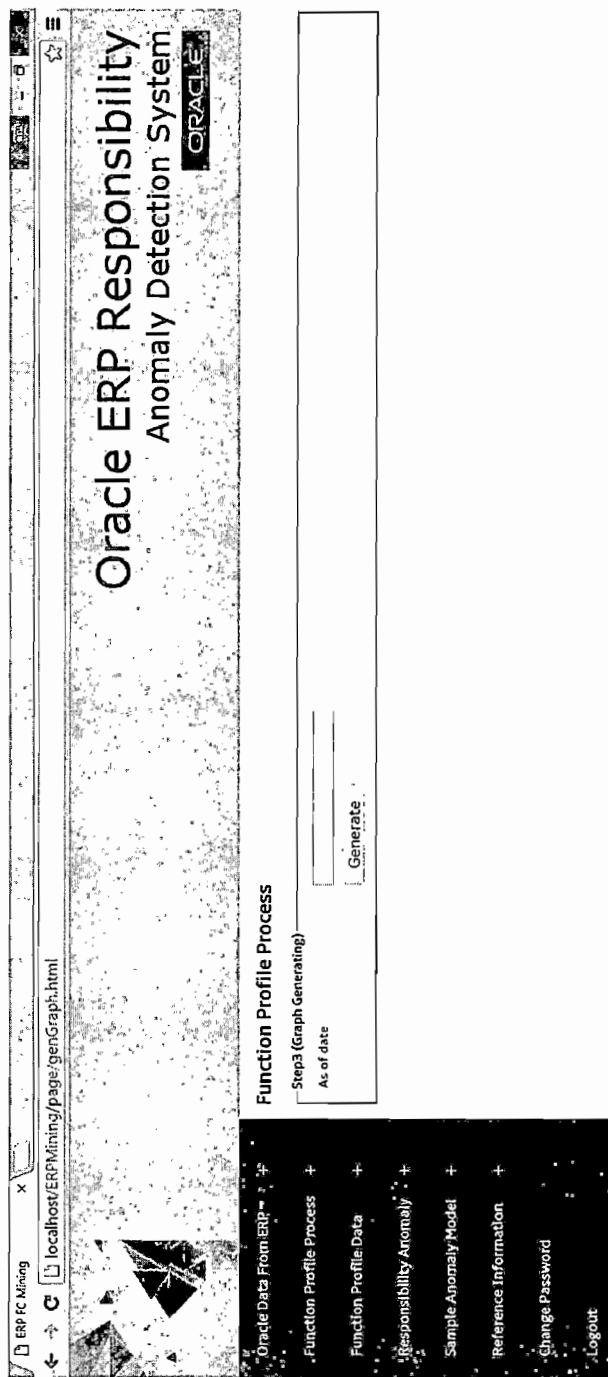 ERP FC Mining
localhost/ERPMining/page/genGraph.html
Oracle ERP Responsibility
Anomaly Detection System
ORACLE
Oracle Data From ERP +
Function Profile Process +
Function Profile Data +
Responsibility Anomaly +
Sample Anomaly Model +
Reference Information +
Change Password
Logout
Function Profile Process
Step3 (Graph Generating)
As of date
Generate